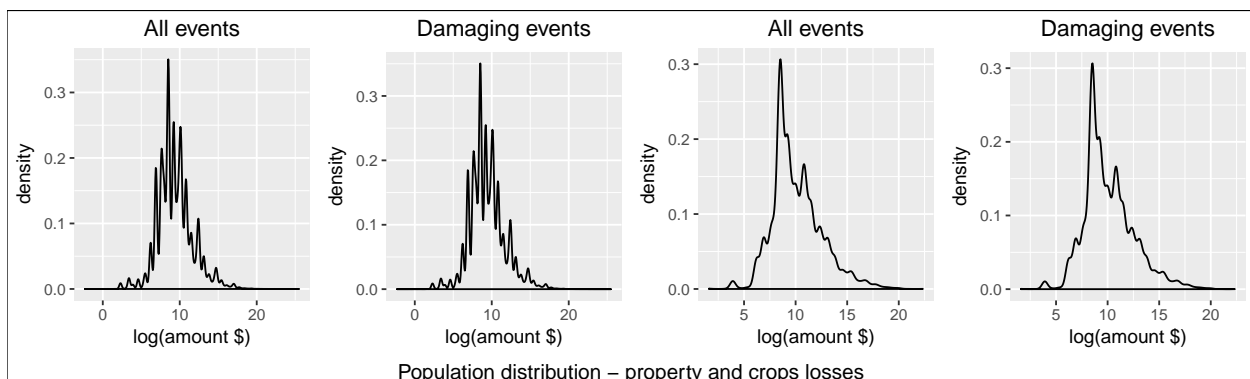 All events
Damaging events
All events
Damaging events
density
0.0
0.1
0.2
0.3
0
10
20
log(amount $)
density
0.0
0.1
0.2
0.3
0
10
20
log(amount $)
density
0.0
0.1
0.2
0.3
5
10
15
20
log(amount $)
density
0.0
0.1
0.2
0.3
5
10
15
20
log(amount $)
Population distribution – property and crops losses